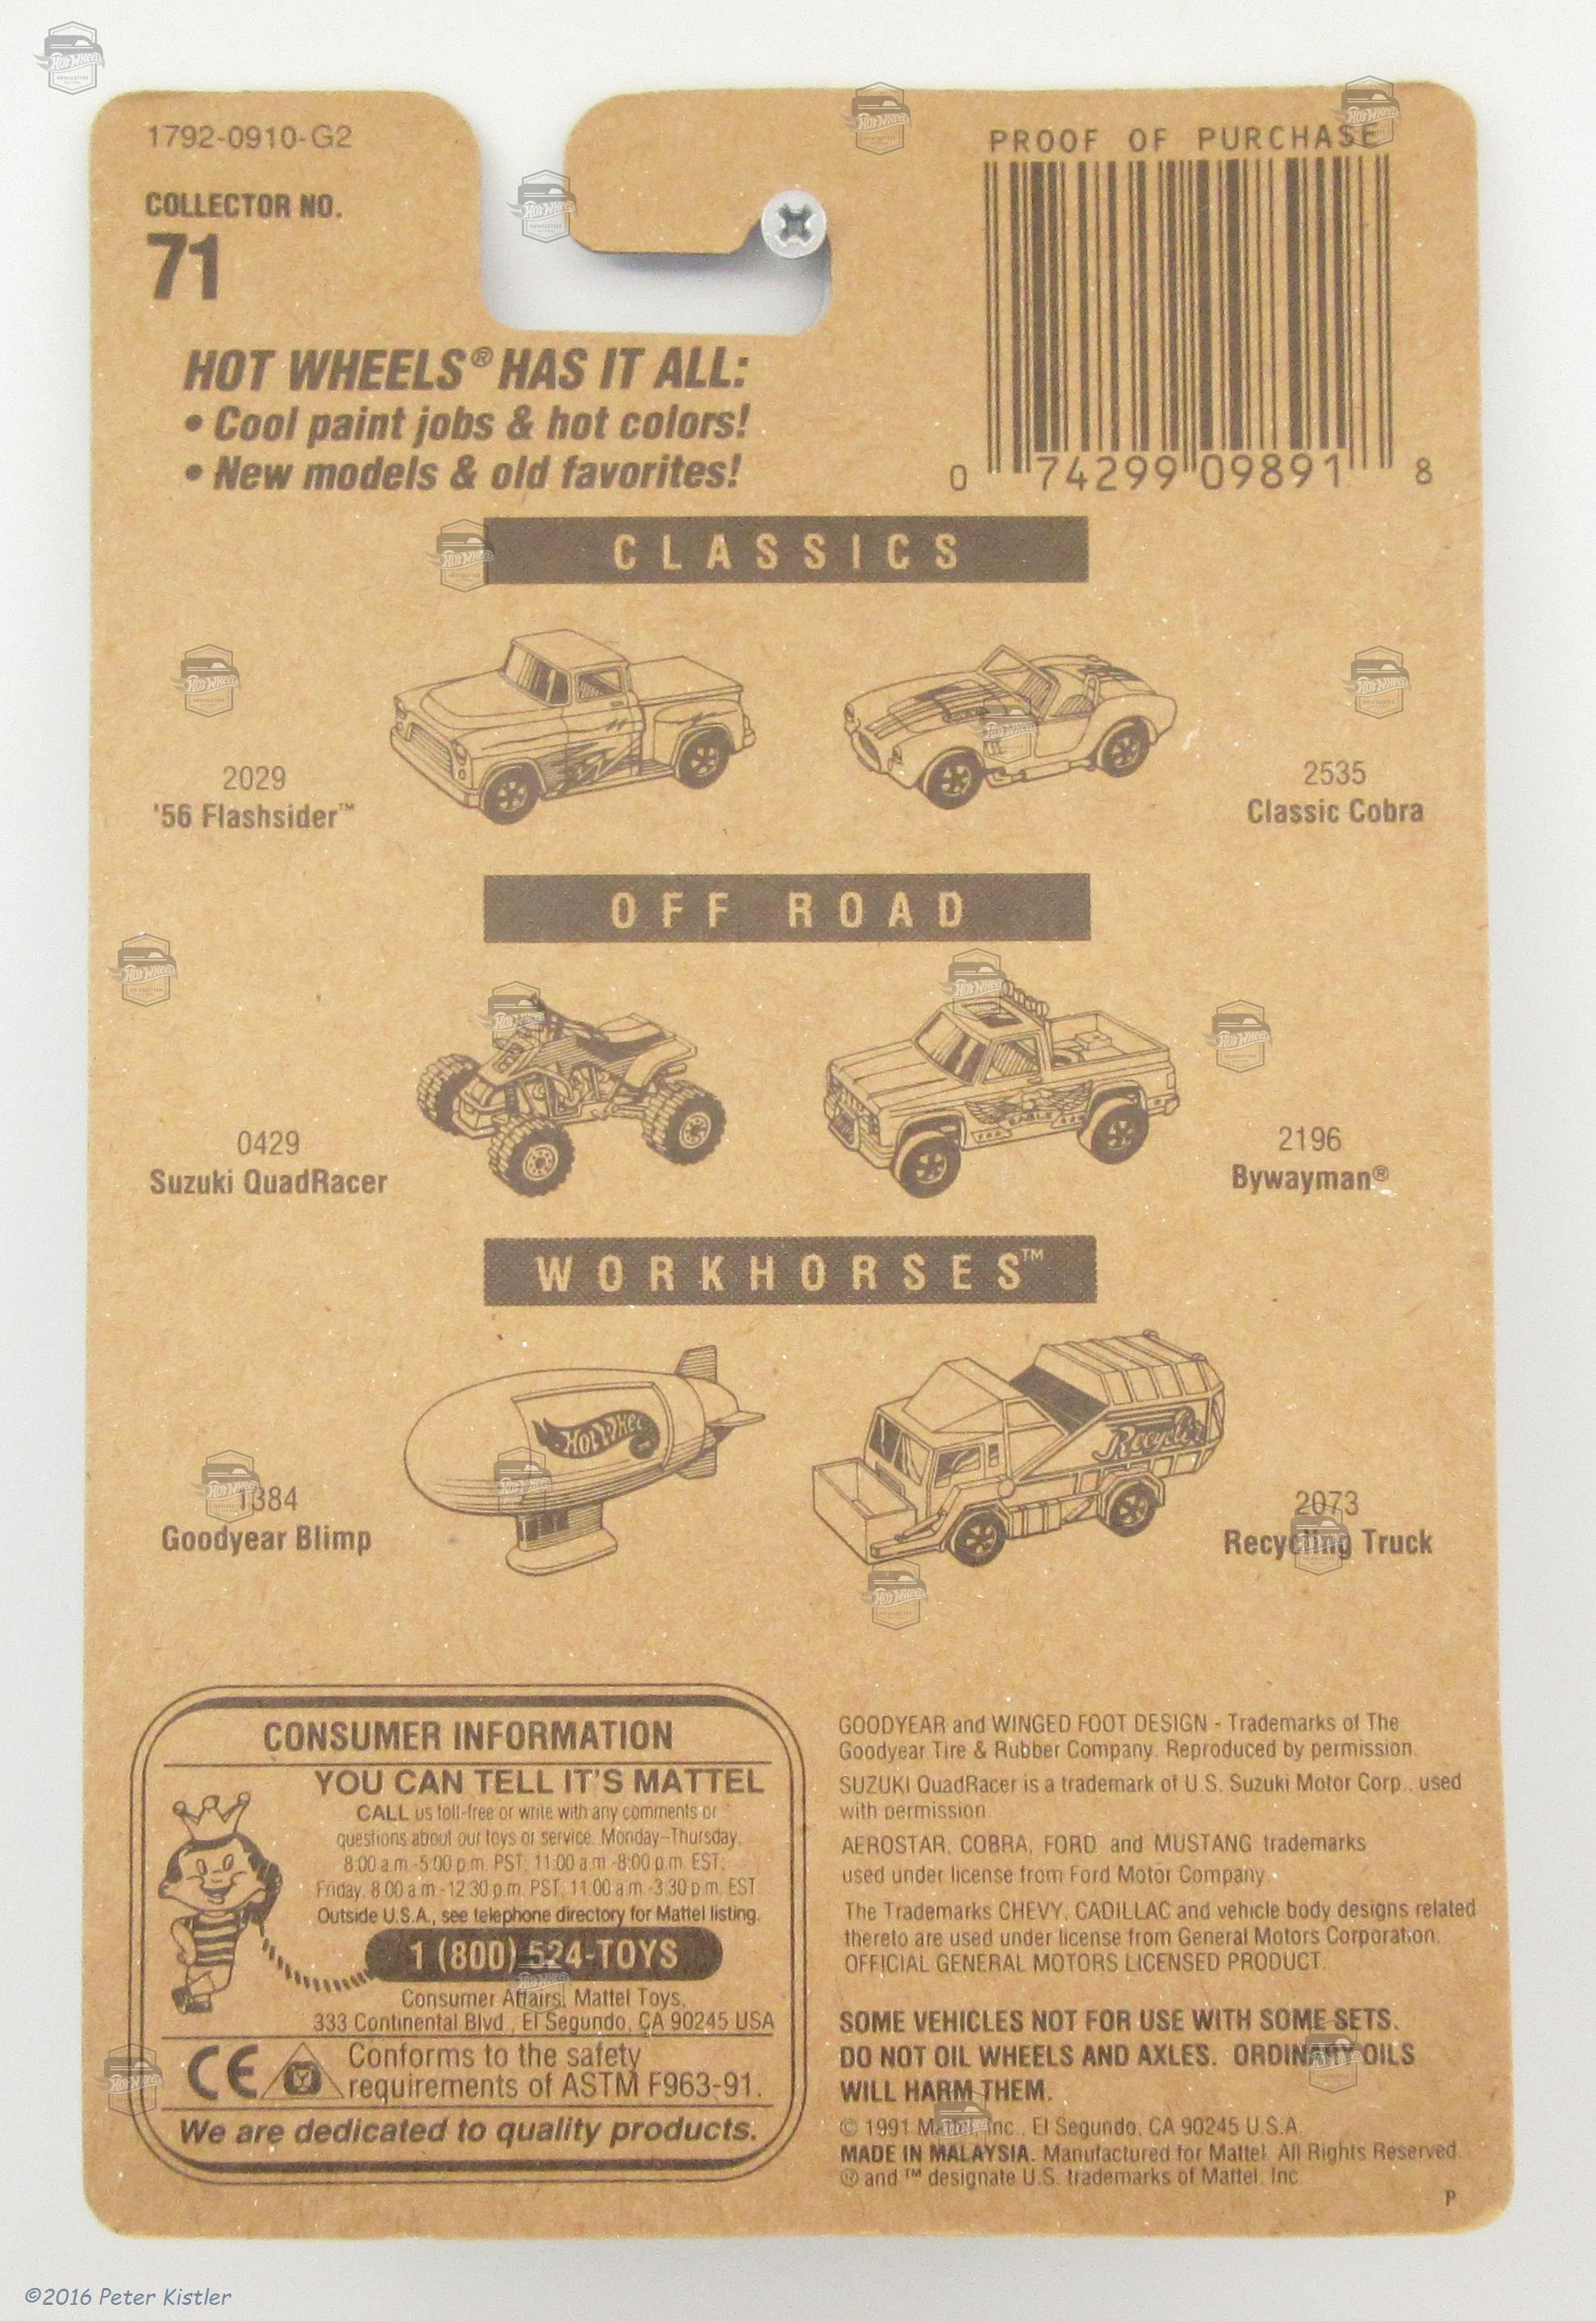 1792-0910-G2
COLLECTOR NO.
71
PROOF OF PURCHASE
0 74299 09891 8
HOT WHEELS® HAS IT ALL:
• Cool paint jobs & hot colors!
• New models & old favorites!
CLASSICS
2029
'56 Flashsider™
2535
Classic Cobra
OFF ROAD
0429
Suzuki QuadRacer
EAGLE
2196
Bywayman®
WORKHORSES™
1384
Goodyear Blimp
Hot Wheels
Recycler
2073
Recycling Truck
CONSUMER INFORMATION
YOU CAN TELL IT'S MATTEL
CALL us toll-free or write with any comments or
questions about our toys or service. Monday–Thursday,
8:00 a.m.-5:00 p.m. PST; 11:00 a.m.-8:00 p.m. EST;
Friday, 8:00 a.m.-12:30 p.m. PST; 11:00 a.m.-3:30 p.m. EST
Outside U.S.A., see telephone directory for Mattel listing.
1 (800) 524-TOYS
Consumer Affairs, Mattel Toys,
333 Continental Blvd., El Segundo, CA 90245 USA
CE Conforms to the safety
requirements of ASTM F963-91.
We are dedicated to quality products.
GOODYEAR and WINGED FOOT DESIGN - Trademarks of The
Goodyear Tire & Rubber Company. Reproduced by permission.
SUZUKI QuadRacer is a trademark of U.S. Suzuki Motor Corp., used
with permission
AEROSTAR, COBRA, FORD and MUSTANG trademarks
used under license from Ford Motor Company.
The Trademarks CHEVY, CADILLAC and vehicle body designs related
thereto are used under license from General Motors Corporation.
OFFICIAL GENERAL MOTORS LICENSED PRODUCT.
SOME VEHICLES NOT FOR USE WITH SOME SETS.
DO NOT OIL WHEELS AND AXLES. ORDINARY OILS
WILL HARM THEM.
© 1991 Mattel, Inc., El Segundo, CA 90245 U.S.A.
MADE IN MALAYSIA. Manufactured for Mattel. All Rights Reserved.
® and ™ designate U.S. trademarks of Mattel, Inc.
P
©2016 Peter Kistler